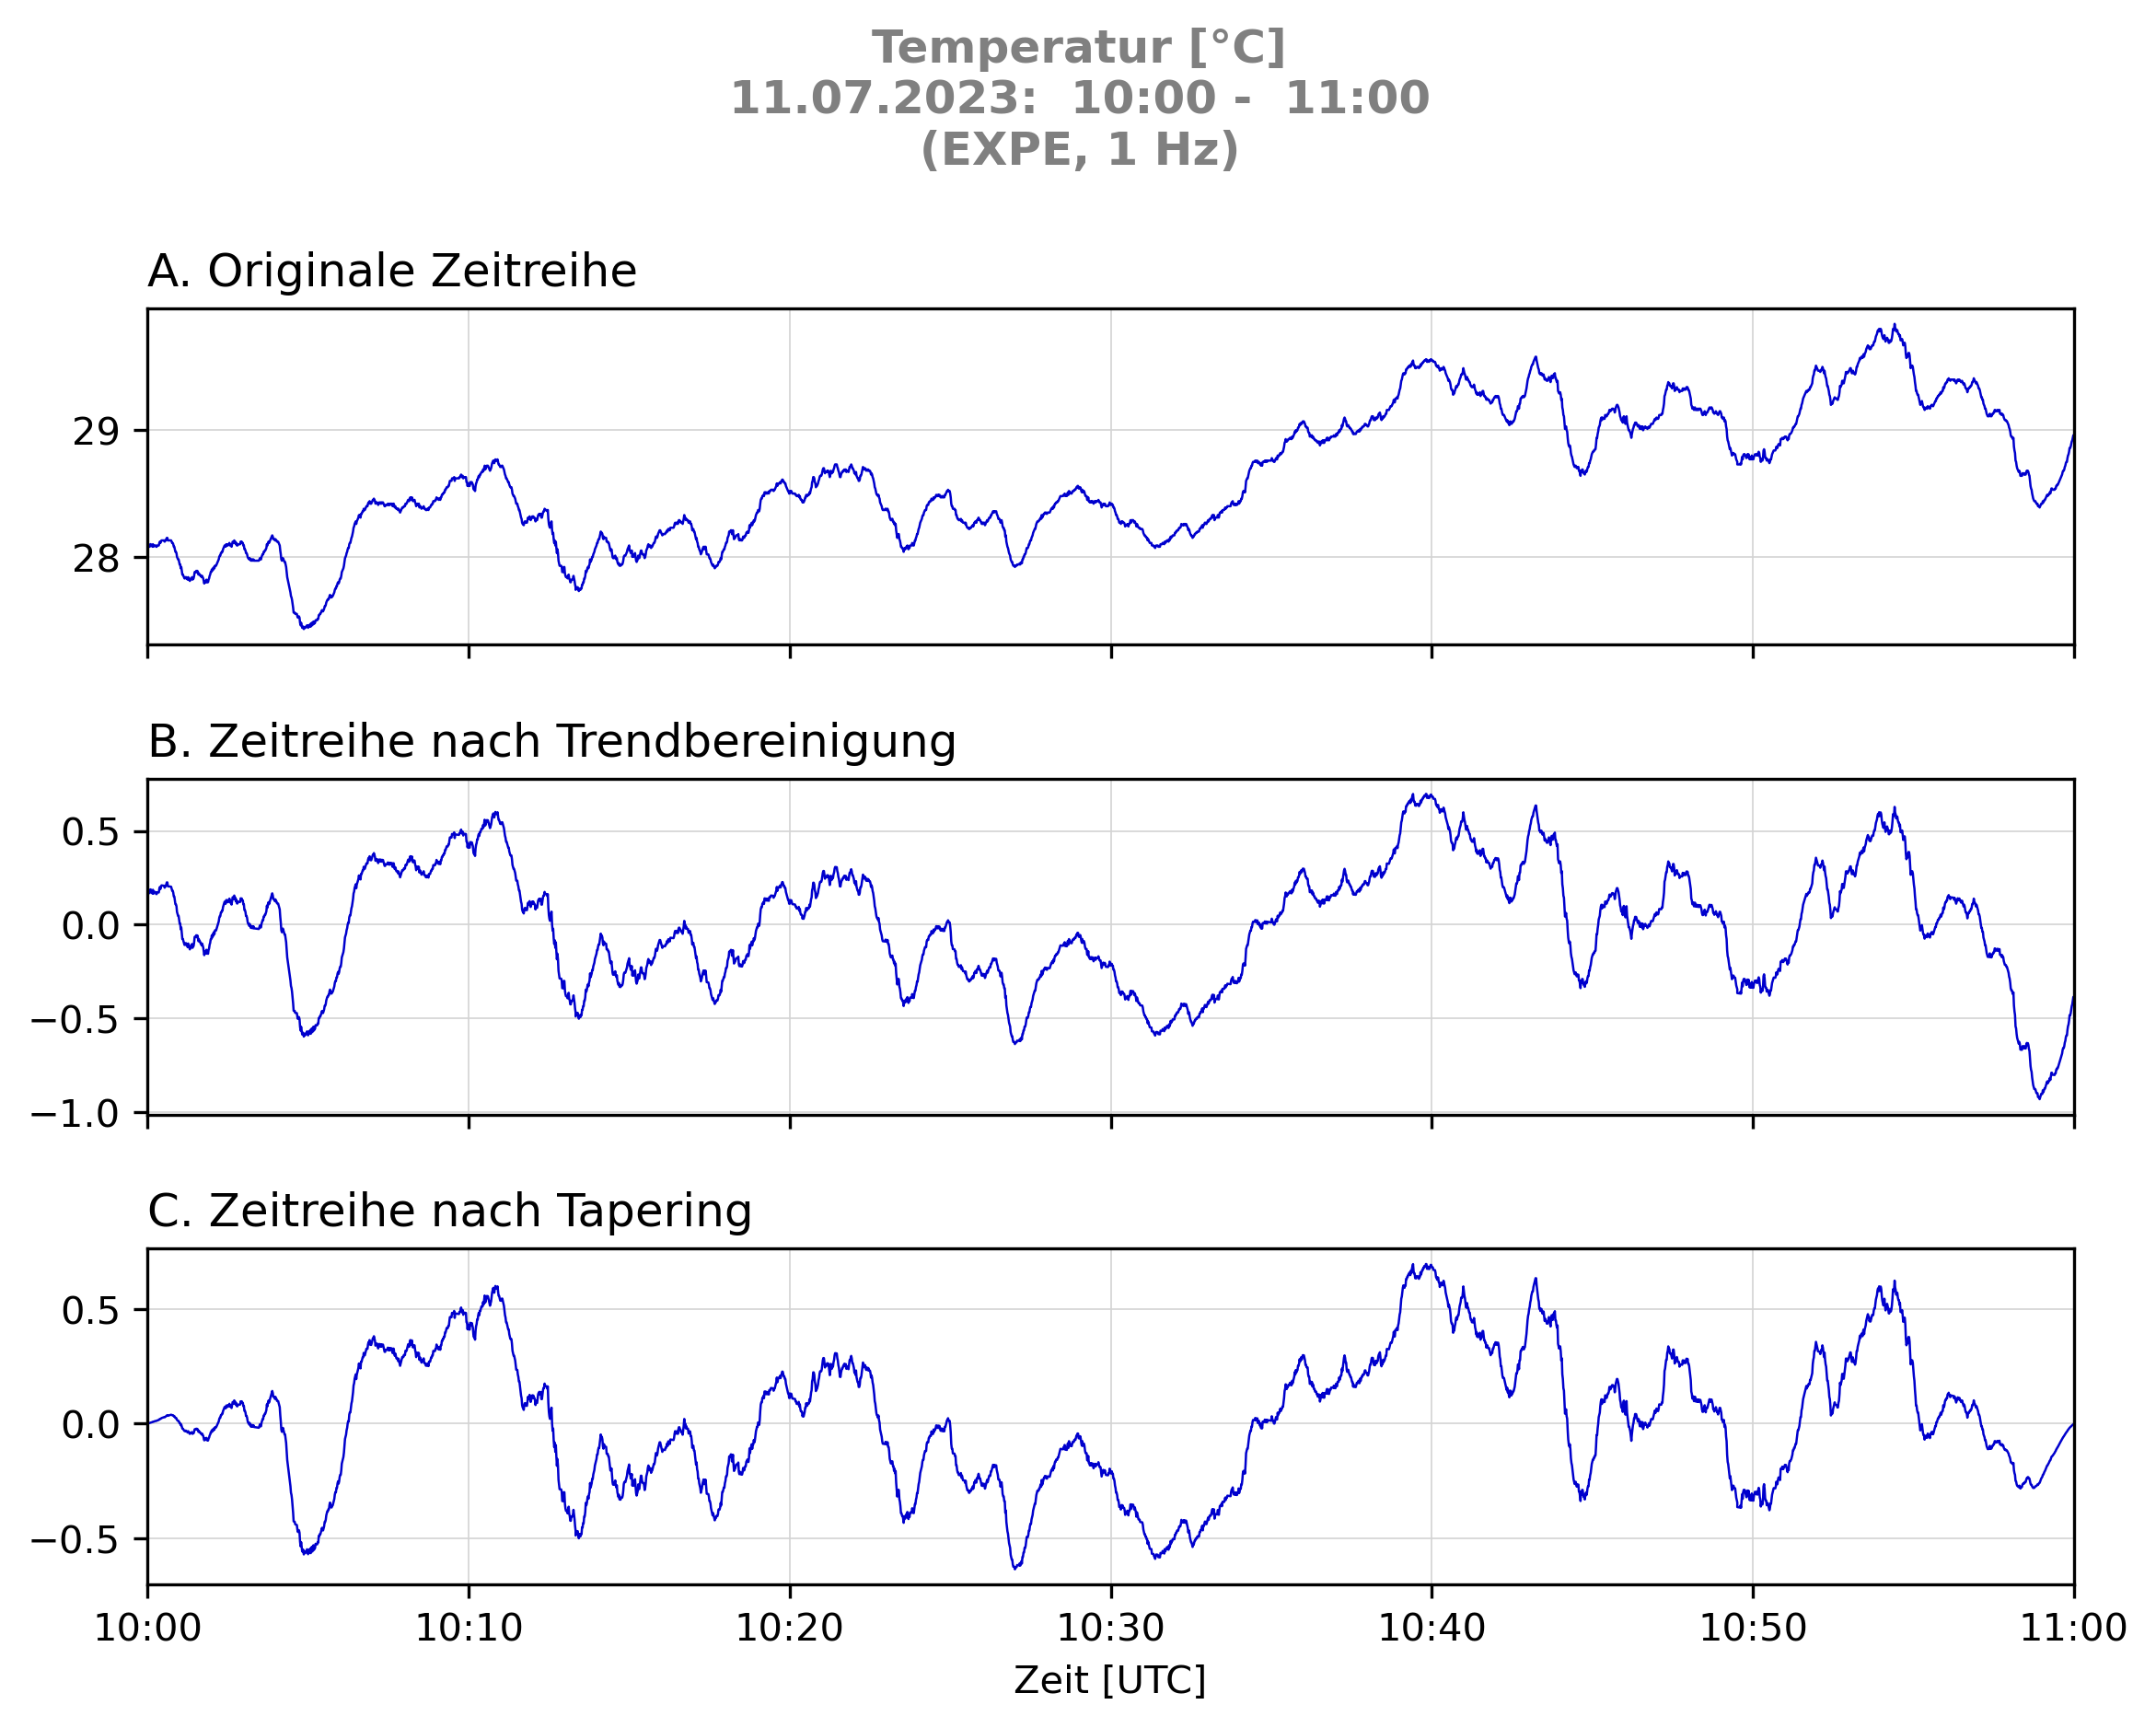 Temperatur [°C]
11.07.2023:  10:00 -  11:00
(EXPE, 1 Hz)
A. Originale Zeitreihe
29
28
B. Zeitreihe nach Trendbereinigung
0.5
0.0
−0.5
−1.0
C. Zeitreihe nach Tapering
0.5
0.0
−0.5
10:00 10:10 10:20 10:30 10:40 10:50 11:00
Zeit [UTC]